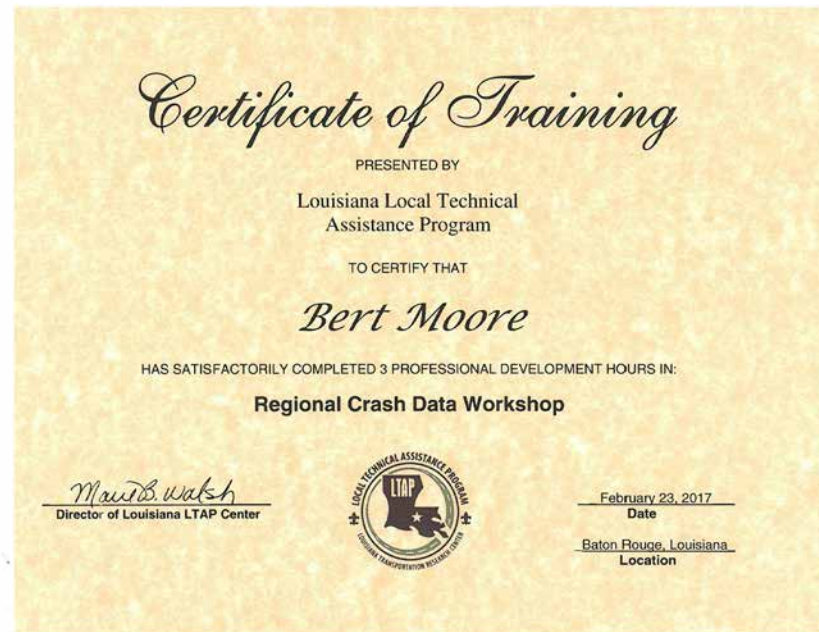 Certificate of Training
PRESENTED BY
Louisiana Local Technical
Assistance Program
TO CERTIFY THAT
Bert Moore
HAS SATISFACTORILY COMPLETED 3 PROFESSIONAL DEVELOPMENT HOURS IN:
Regional Crash Data Workshop
Marie B. Walsh
Director of Louisiana LTAP Center
LOCAL TECHNICAL ASSISTANCE PROGRAM
LTAP
LOUISIANA TRANSPORTATION RESEARCH CENTER
February 23, 2017
Date
Baton Rouge, Louisiana
Location